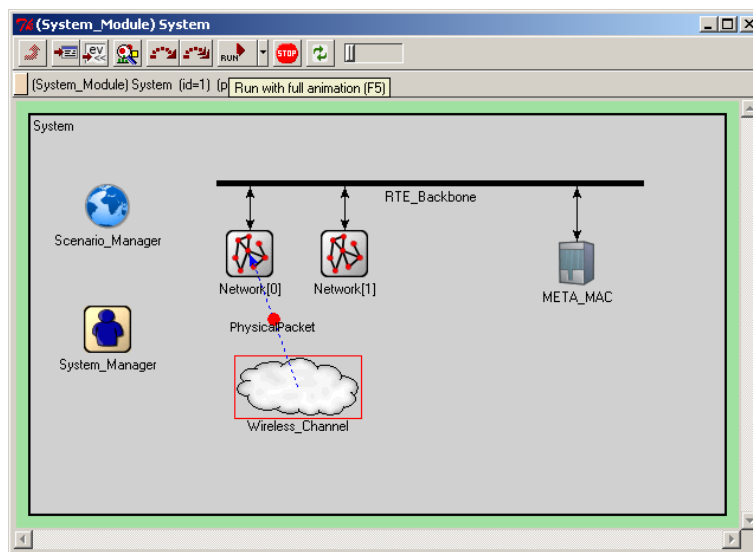 (System_Module) System
ev
<<
RUN
STOP
(System_Module) System (id=1) (p
Run with full animation (F5)
System
RTE_Backbone
Scenario_Manager
Network[0]
Network[1]
META_MAC
PhysicalPacket
System_Manager
Wireless_Channel